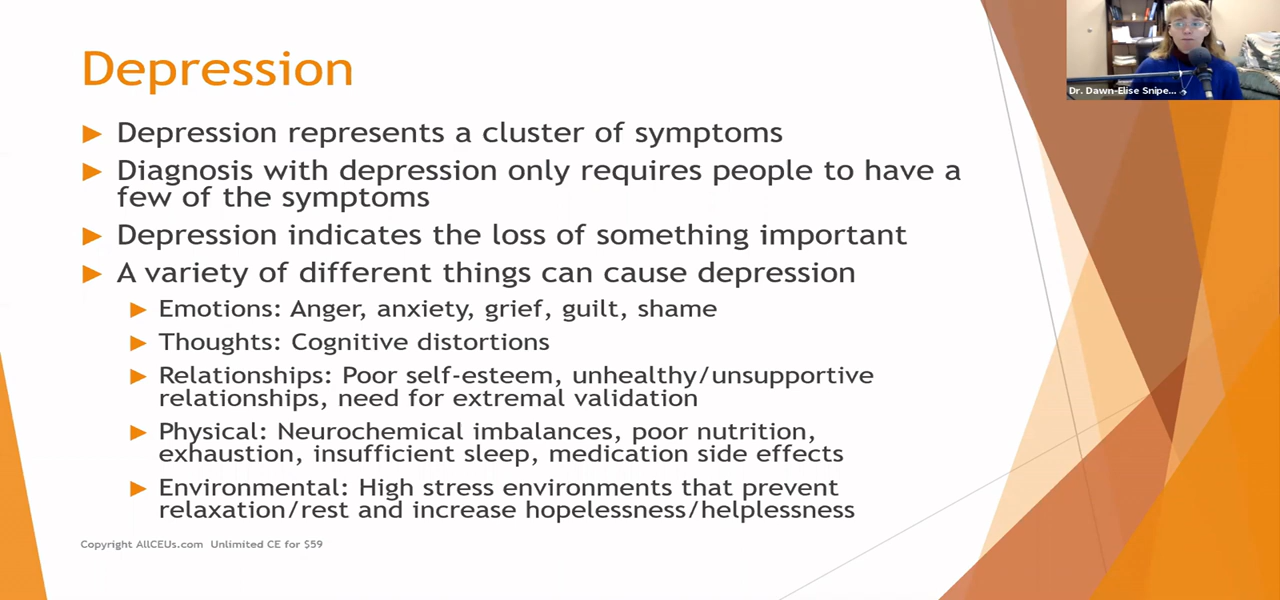 Depression
Dr. Dawn-Elise Snipe...
► Depression represents a cluster of symptoms
► Diagnosis with depression only requires people to have a
few of the symptoms
► Depression indicates the loss of something important
► A variety of different things can cause depression
► Emotions: Anger, anxiety, grief, guilt, shame
► Thoughts: Cognitive distortions
► Relationships: Poor self-esteem, unhealthy/unsupportive
relationships, need for extremal validation
► Physical: Neurochemical imbalances, poor nutrition,
exhaustion, insufficient sleep, medication side effects
► Environmental: High stress environments that prevent
relaxation/rest and increase hopelessness/helplessness
Copyright AllCEUs.com Unlimited CE for $59